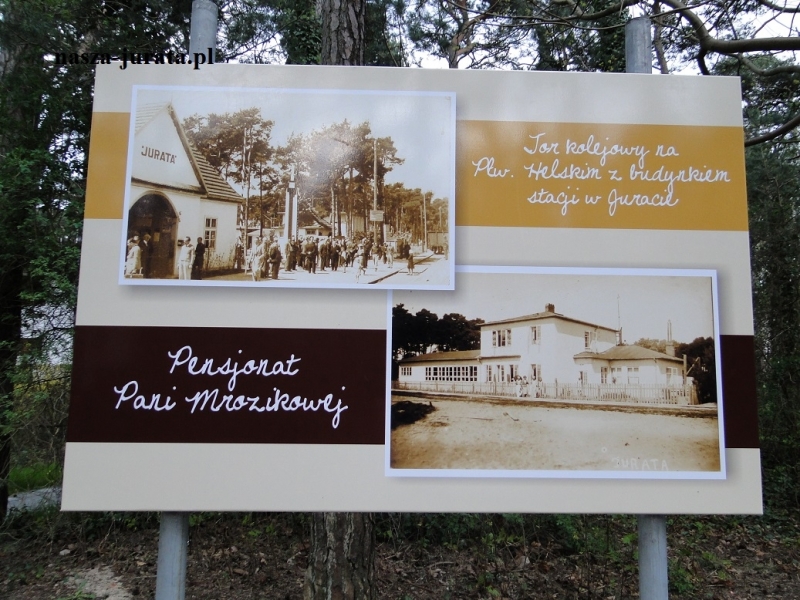 nasza-jurata.pl
"JURATA"
Tor kolejowy na
Płw. Helskim z budynkiem
stacji w Juracie
Pensjonat
Pani Mrozikowej
JURATA